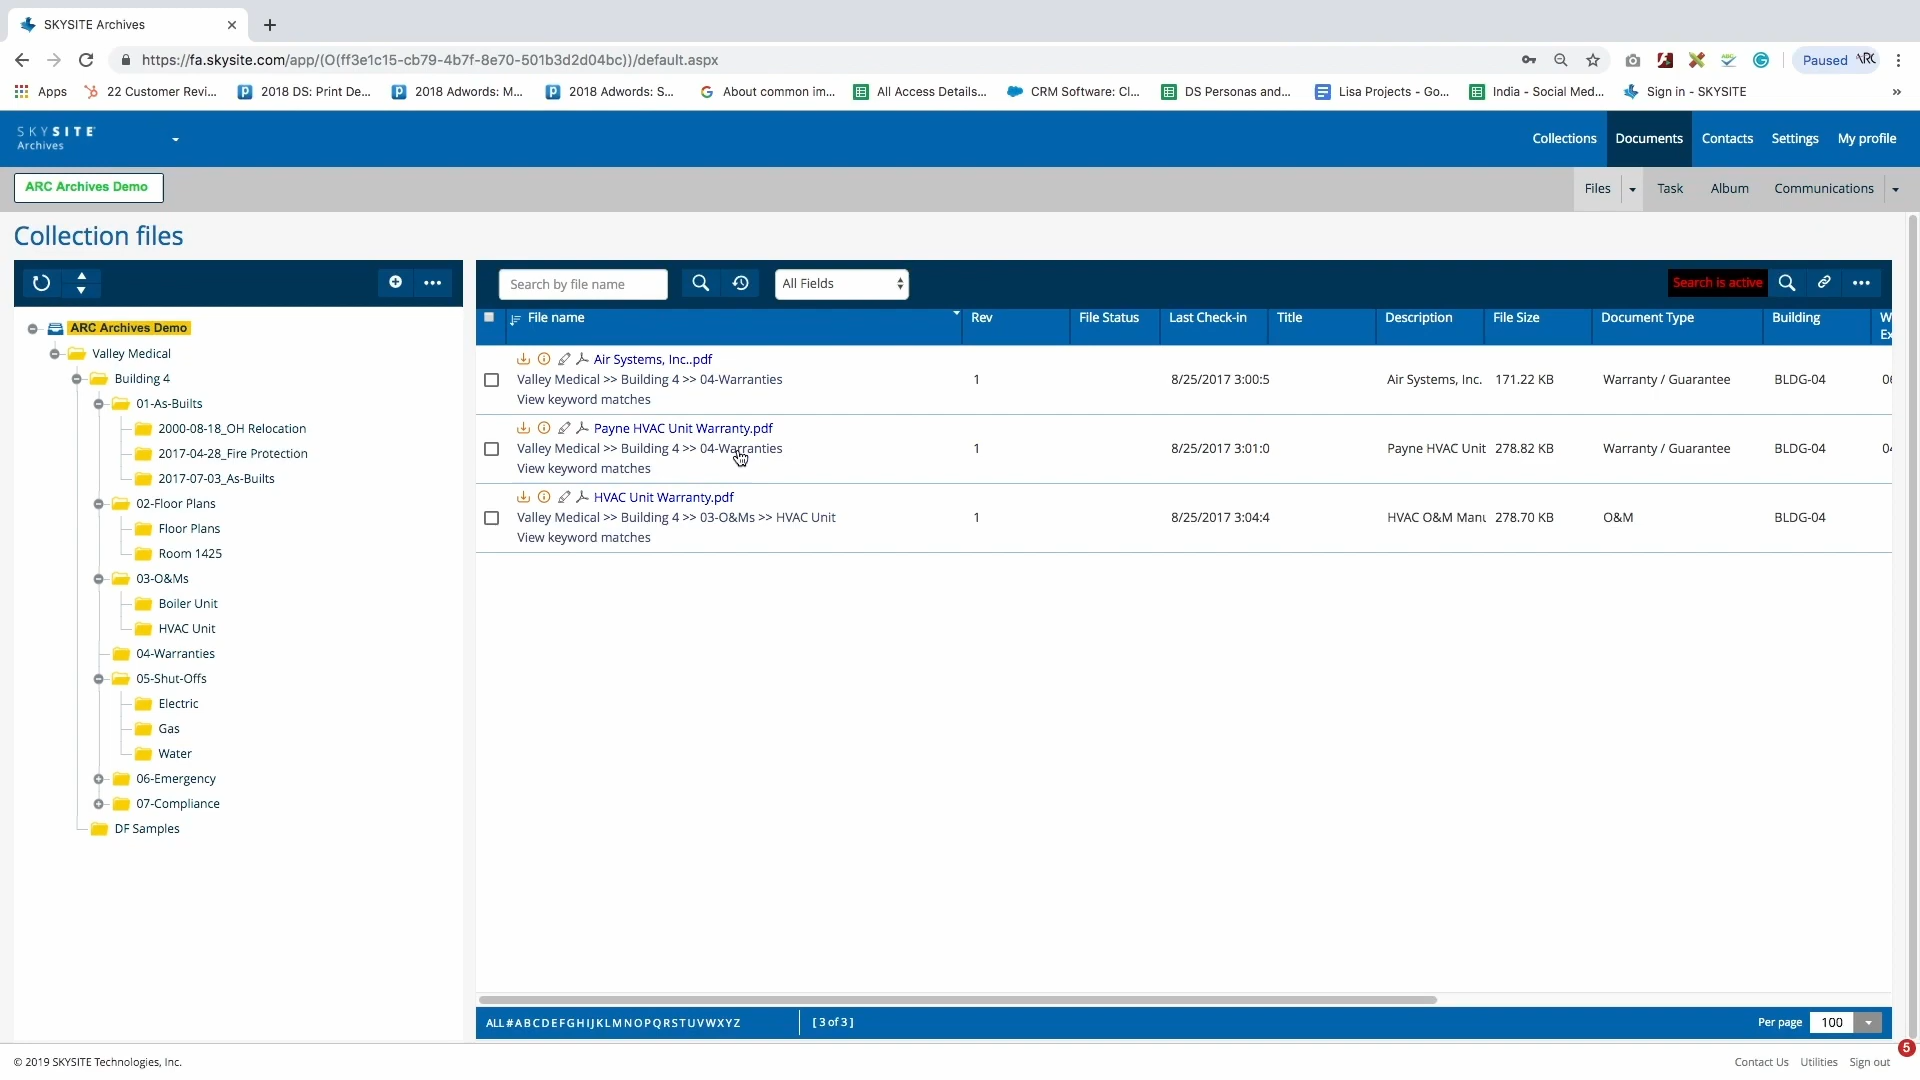 SKYSITE Archives
https://fa.skysite.com/app/(O(ff3e1c15-cb79-4b7f-8e70-501b3d2d04bc))/default.aspx
Paused
ARC
Apps
22 Customer Revi...
2018 DS: Print De...
2018 Adwords: M...
2018 Adwords: S...
About common im...
All Access Details...
CRM Software: Cl...
DS Personas and...
Lisa Projects - Go...
India - Social Med...
Sign in - SKYSITE
»
SKYSITE
Archives
Collections
Documents
Contacts
Settings
My profile
ARC Archives Demo
Files
Task
Album
Communications
Collection files
Search by file name
All Fields
Search is active
ARC Archives Demo
Valley Medical
Building 4
01-As-Builts
2000-08-18_OH Relocation
2017-04-28_Fire Protection
2017-07-03_As-Builts
02-Floor Plans
Floor Plans
Room 1425
03-O&Ms
Boiler Unit
HVAC Unit
04-Warranties
05-Shut-Offs
Electric
Gas
Water
06-Emergency
07-Compliance
DF Samples
File name
Rev
File Status
Last Check-in
Title
Description
File Size
Document Type
Building
W
Ex
Air Systems, Inc..pdf
Valley Medical >> Building 4 >> 04-Warranties
View keyword matches
1
8/25/2017 3:00:5
Air Systems, Inc.
171.22 KB
Warranty / Guarantee
BLDG-04
Payne HVAC Unit Warranty.pdf
Valley Medical >> Building 4 >> 04-Warranties
View keyword matches
1
8/25/2017 3:01:0
Payne HVAC Unit
278.82 KB
Warranty / Guarantee
BLDG-04
HVAC Unit Warranty.pdf
Valley Medical >> Building 4 >> 03-O&Ms >> HVAC Unit
View keyword matches
1
8/25/2017 3:04:4
HVAC O&M Manu
278.70 KB
O&M
BLDG-04
ALL#ABCDEFGHIJKLMNOPQRSTUVWXYZ
[ 3 of 3 ]
Per page
100
5
© 2019 SKYSITE Technologies, Inc.
Contact Us
Utilities
Sign out